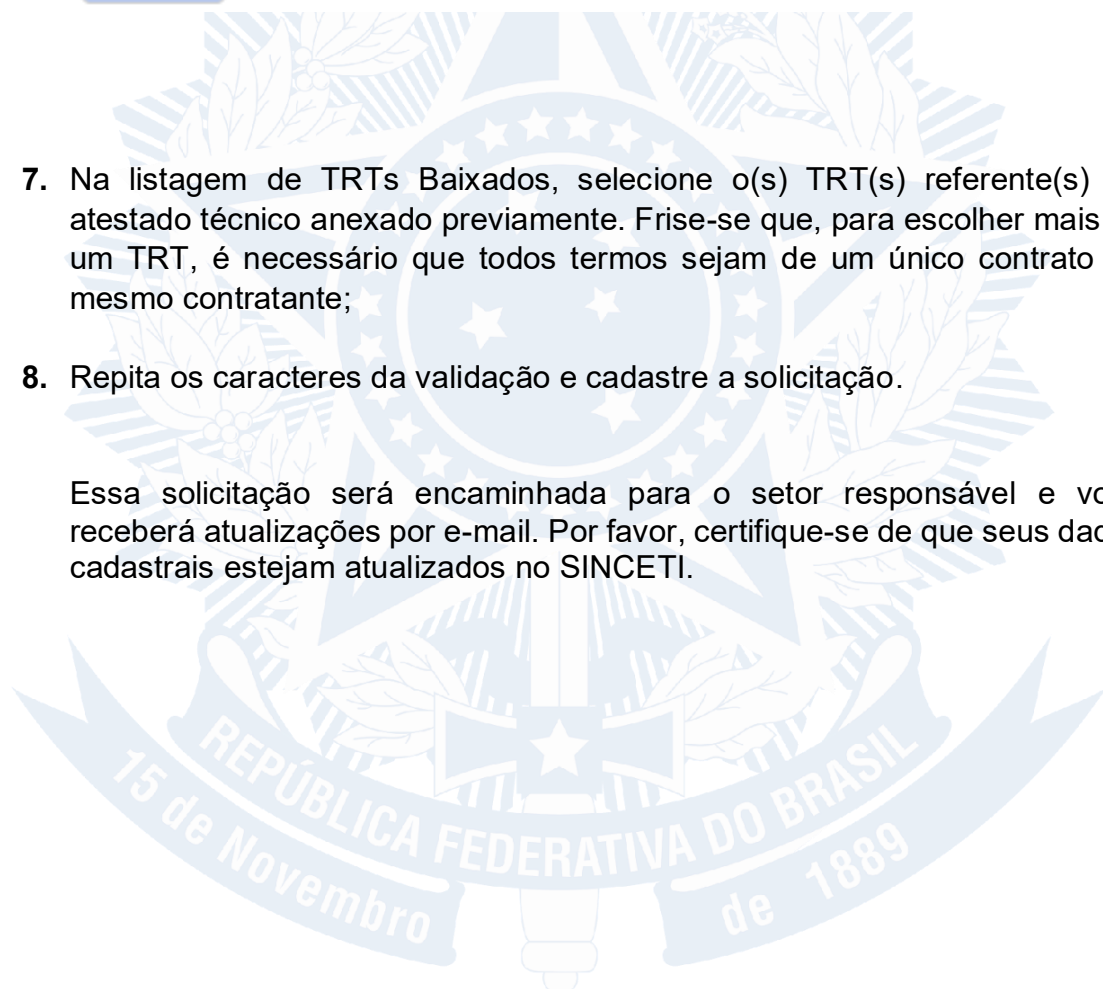 7. Na listagem de TRTs Baixados, selecione o(s) TRT(s) referente(s)
atestado técnico anexado previamente. Frise-se que, para escolher mais
um TRT, é necessário que todos termos sejam de um único contrato
mesmo contratante;
8. Repita os caracteres da validação e cadastre a solicitação.
Essa solicitação será encaminhada para o setor responsável e vo
receberá atualizações por e-mail. Por favor, certifique-se de que seus dad
cadastrais estejam atualizados no SINCETI.
REPÚBLICA FEDERATIVA DO BRASIL
15 de Novembro de 1889